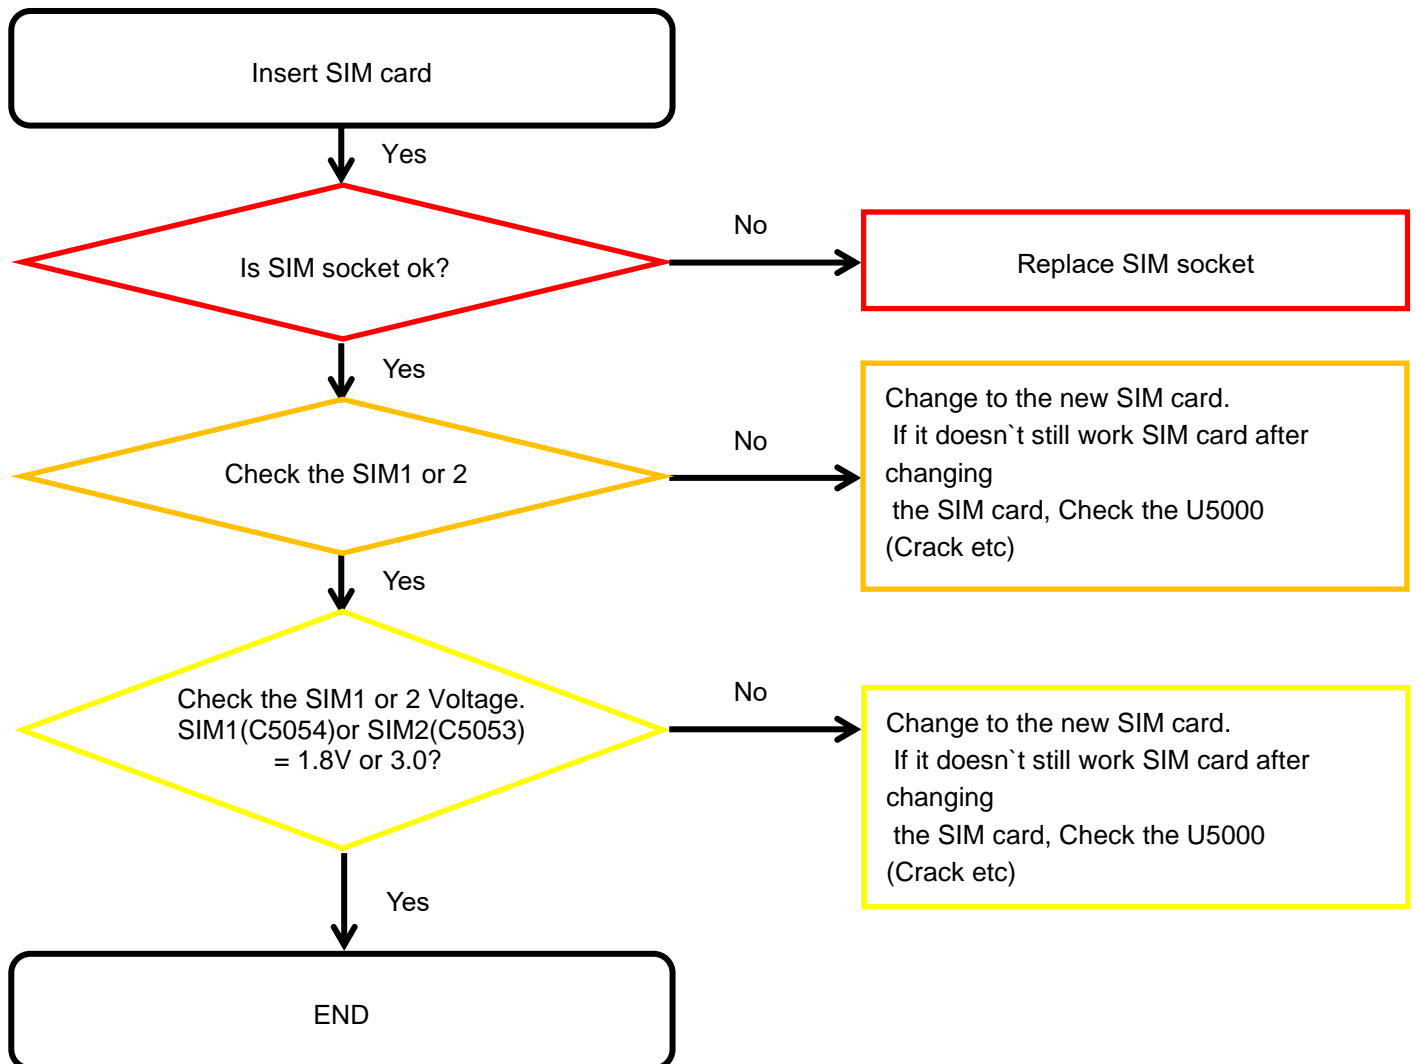 Insert SIM card
Yes
Is SIM socket ok?
No
Replace SIM socket
Yes
Check the SIM1 or 2
No
Change to the new SIM card.
If it doesn`t still work SIM card after
changing
the SIM card, Check the U5000
(Crack etc)
Yes
Check the SIM1 or 2 Voltage.
SIM1(C5054)or SIM2(C5053)
= 1.8V or 3.0?
No
Change to the new SIM card.
If it doesn`t still work SIM card after
changing
the SIM card, Check the U5000
(Crack etc)
Yes
END